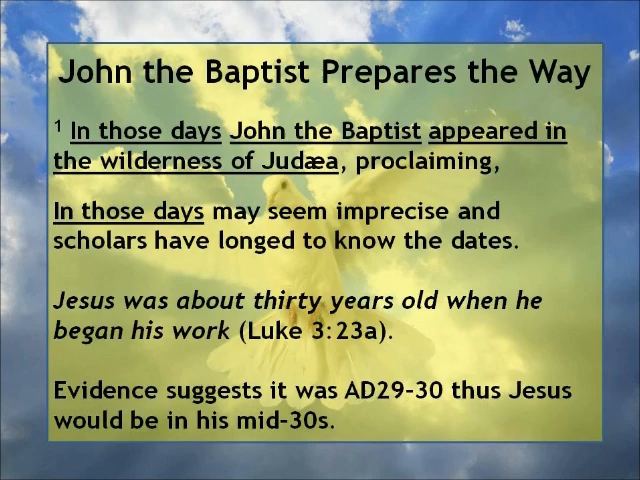 John the Baptist Prepares the Way
1 In those days John the Baptist appeared in
the wilderness of Judæa, proclaiming,
In those days may seem imprecise and
scholars have longed to know the dates.
Jesus was about thirty years old when he
began his work (Luke 3:23a).
Evidence suggests it was AD29-30 thus Jesus
would be in his mid-30s.